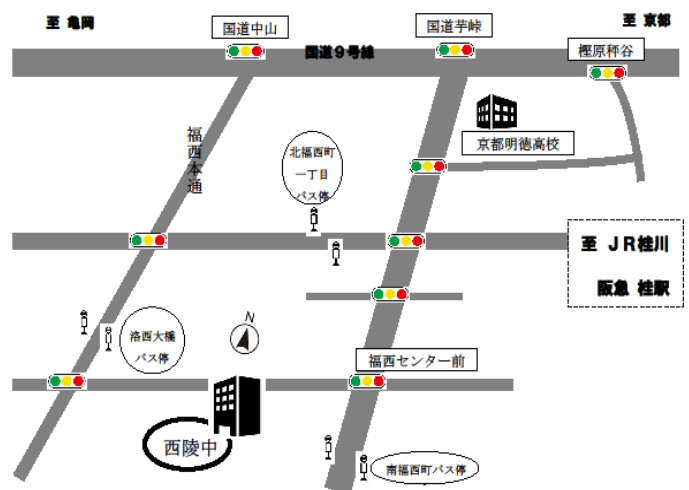 至 亀岡
国道中山
国道芋峠
至 京都
国道9号線
樫原秤谷
福西本通
北福西町
一丁目
バス停
京都明徳高校
至 JR桂川
阪急 桂駅
N
洛西大橋
バス停
福西センター前
西陵中
南福西町バス停